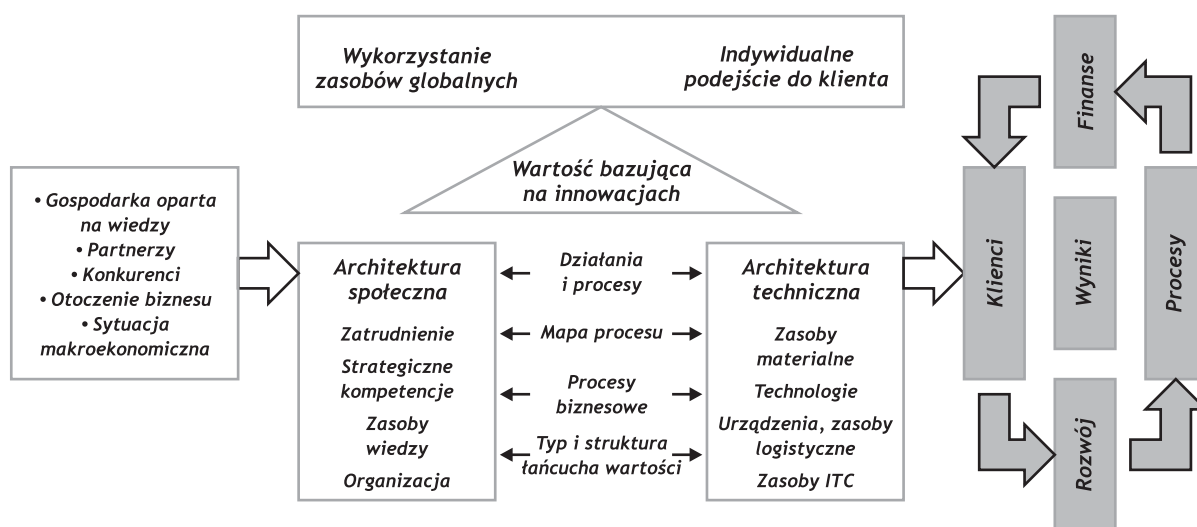 Wykorzystanie
zasobów globalnych
Indywidualne
podejście do klienta
Wartość bazująca
na innowacjach
• Gospodarka oparta
na wiedzy
• Partnerzy
• Konkurenci
• Otoczenie biznesu
• Sytuacja
makroekonomiczna
Architektura
społeczna
Zatrudnienie
Strategiczne
kompetencje
Zasoby
wiedzy
Organizacja
Działania
i procesy
Mapa procesu
Procesy
biznesowe
Typ i struktura
łańcucha wartości
Architektura
techniczna
Zasoby
materialne
Technologie
Urządzenia, zasoby
logistyczne
Zasoby ITC
Finanse
Klienci
Wyniki
Procesy
Rozwój